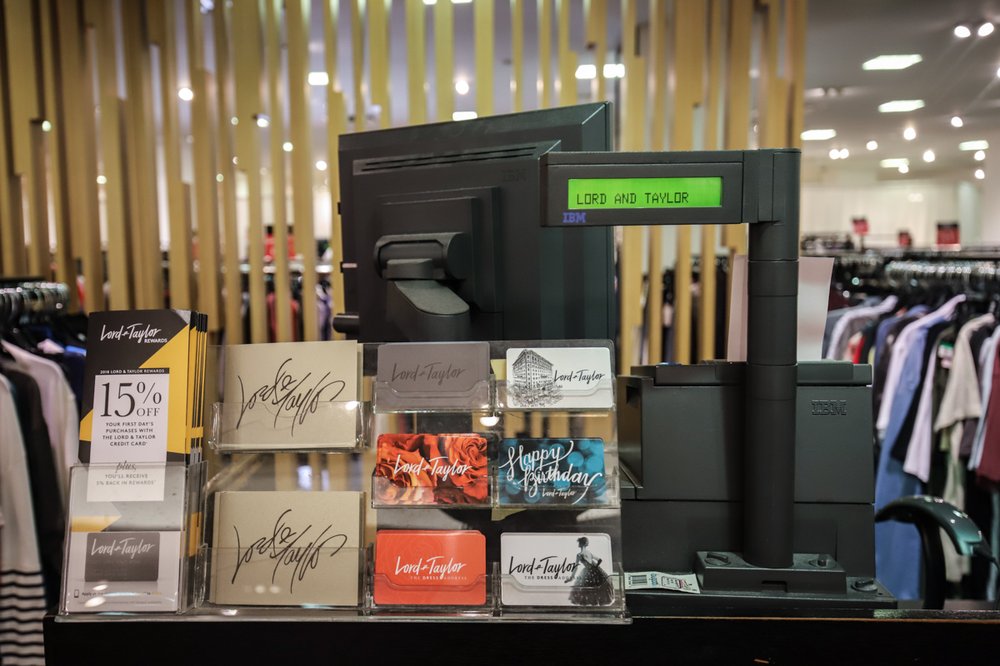 IBM
LORD AND TAYLOR
IBM
Lord & Taylor
REWARDS
2018 LORD & TAYLOR REWARDS
15%
OFF
YOUR FIRST DAY'S
PURCHASES WITH
THE LORD & TAYLOR
CREDIT CARD
plus
YOU'LL RECEIVE
5% BACK IN REWARDS
Lord & Taylor
Lord & Taylor
Lord & Taylor
Lord & Taylor
Lord & Taylor
Lord & Taylor
Happy
Birthday
Lord & Taylor
Lord & Taylor
THE DRESS ADDRESS
Lord & Taylor
THE DRESS ADDRESS
IBM